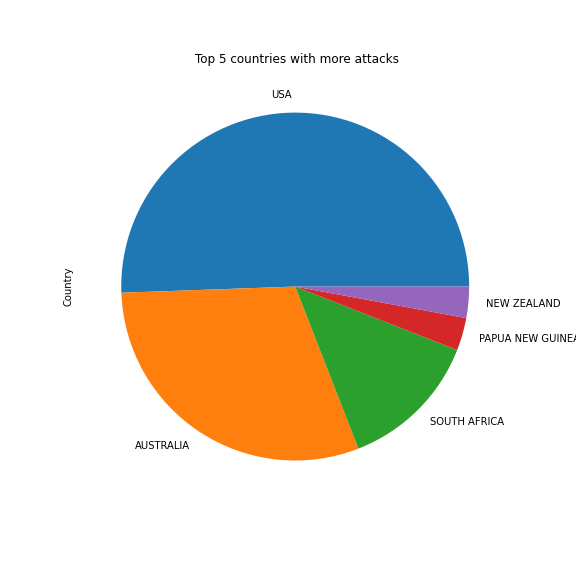 Top 5 countries with more attacks
USA
Country
NEW ZEALAND
PAPUA NEW GUINEA
SOUTH AFRICA
AUSTRALIA